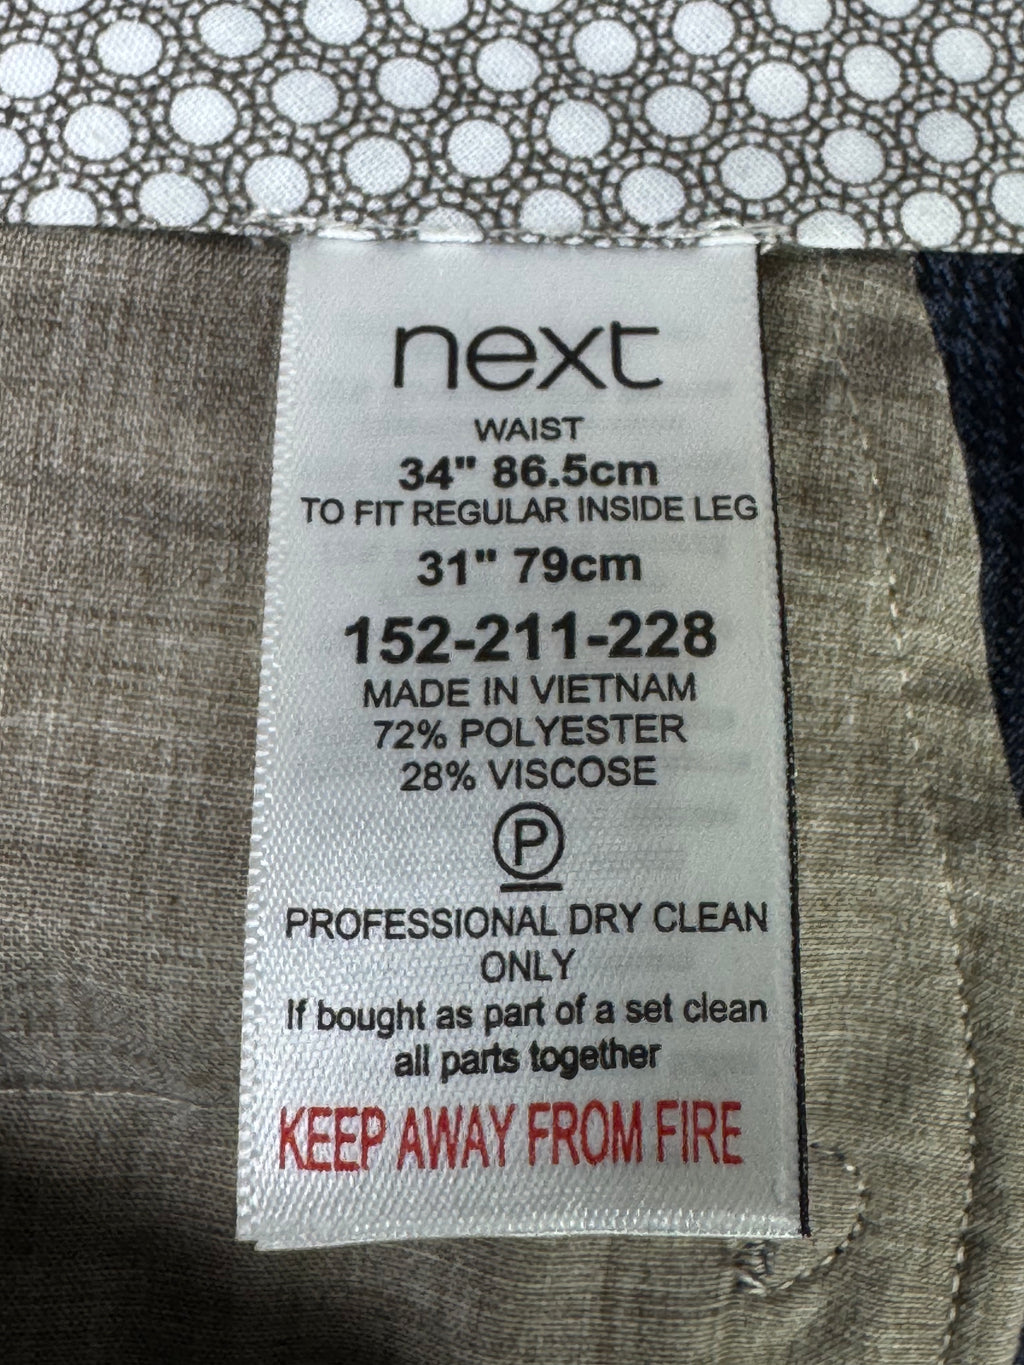 next
WAIST
34" 86.5cm
TO FIT REGULAR INSIDE LEG
31" 79cm
152-211-228
MADE IN VIETNAM
72% POLYESTER
28% VISCOSE
P
PROFESSIONAL DRY CLEAN
ONLY
If bought as part of a set clean
all parts together
KEEP AWAY FROM FIRE